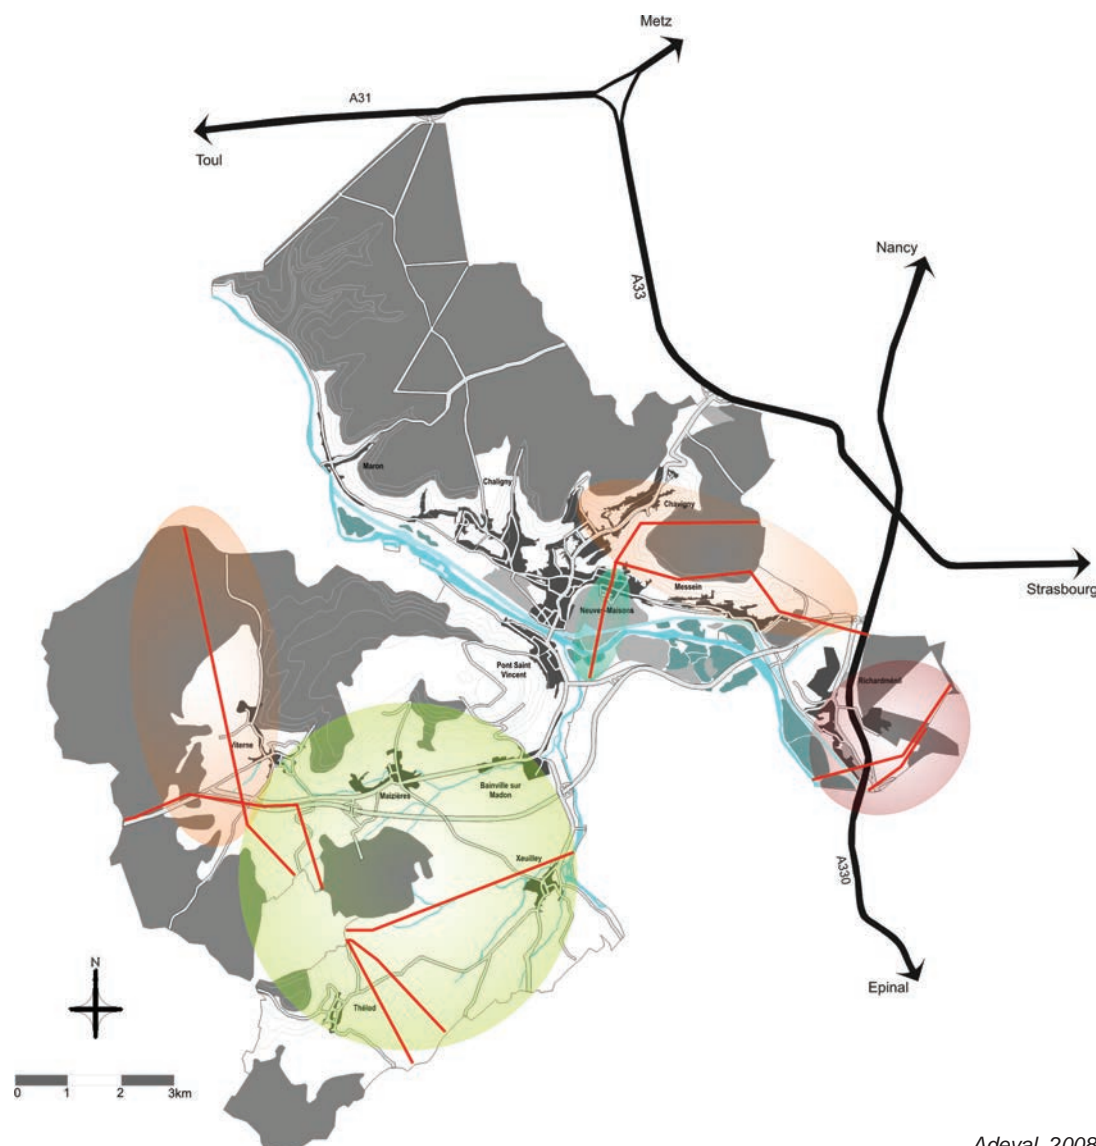 Metz
A31
Toul
Nancy
A33
Maron
Chaligny
Chavigny
Strasbourg
Messein
Neuves-Maisons
Pont Saint
Vincent
Richardménil
Viterne
Maizières
Bainville sur
Madon
Xeuilley
A330
Thélod
Epinal
N
0 1 2 3km
Adeval, 2008